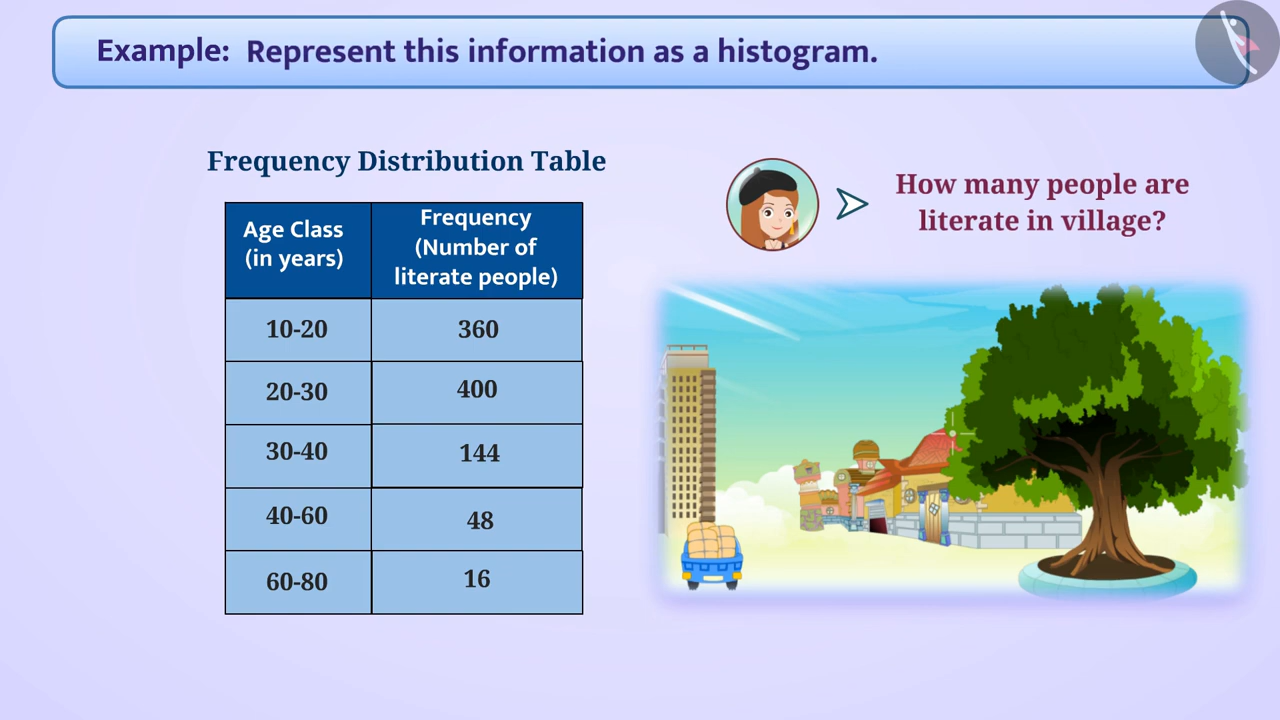 Example: Represent this information as a histogram.
Frequency Distribution Table
How many people are
literate in village?
Age Class
(in years)
Frequency
(Number of
literate people)
10-20 360
20-30 400
30-40 144
40-60 48
60-80 16